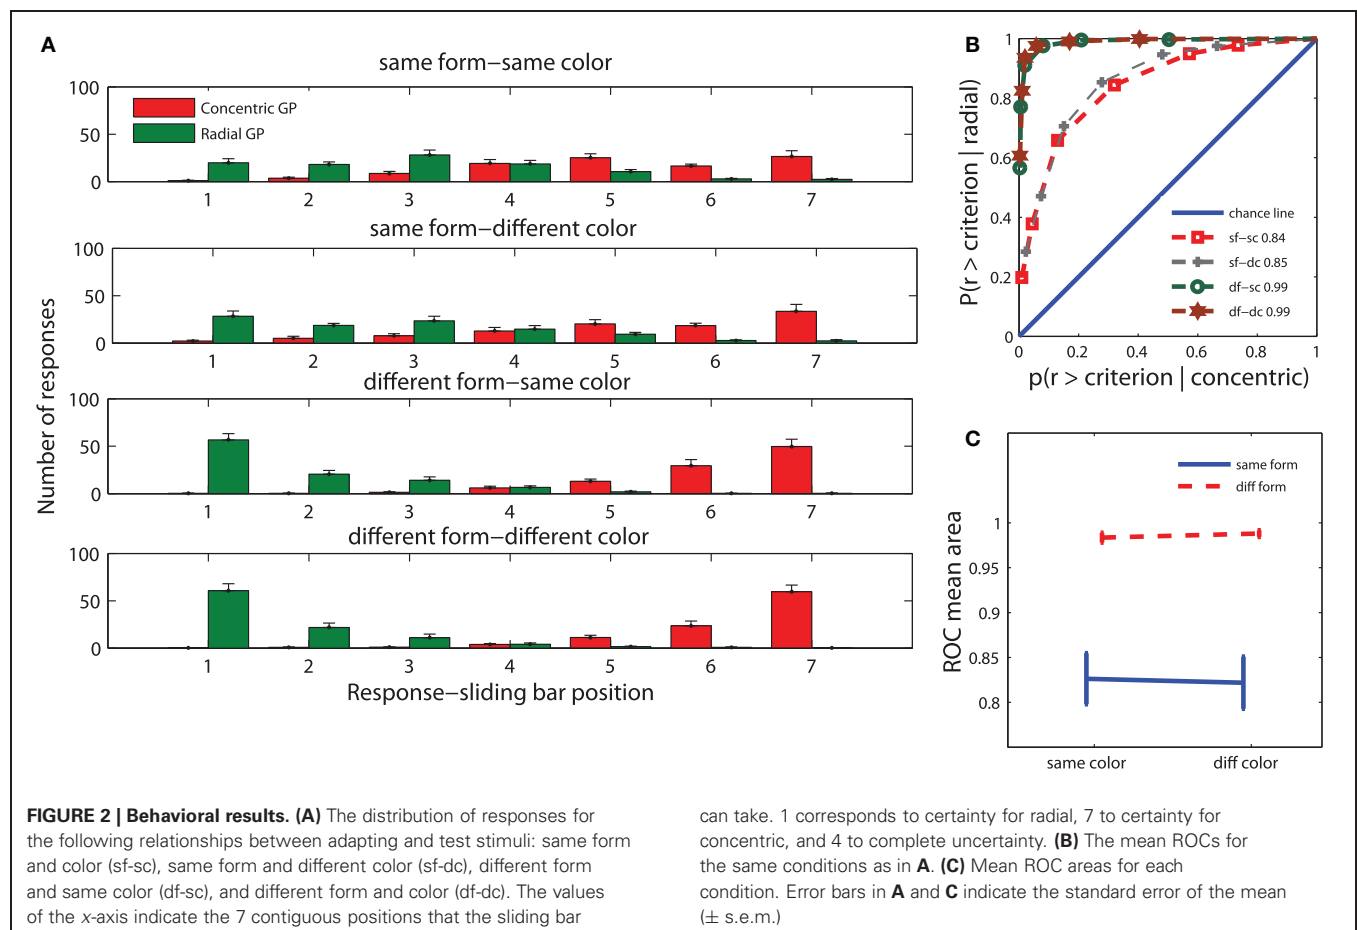 A
same form−same color
100
50
0
Concentric GP
Radial GP
1 2 3 4 5 6 7
same form−different color
100
50
0
1 2 3 4 5 6 7
different form−same color
100
50
0
1 2 3 4 5 6 7
different form−different color
100
50
0
1 2 3 4 5 6 7
Response−sliding bar position
Number of responses
B
1
0.8
0.6
0.4
0.2
0
0 0.2 0.4 0.6 0.8 1
P(r > criterion | radial)
p(r > criterion | concentric)
chance line
sf−sc 0.84
sf−dc 0.85
df−sc 0.99
df−dc 0.99
C
same form
diff form
1
0.95
0.9
0.85
0.8
ROC mean area
same color diff color
FIGURE 2 | Behavioral results. (A) The distribution of responses for
the following relationships between adapting and test stimuli: same form
and color (sf-sc), same form and different color (sf-dc), different form
and same color (df-sc), and different form and color (df-dc). The values
of the x-axis indicate the 7 contiguous positions that the sliding bar
can take. 1 corresponds to certainty for radial, 7 to certainty for
concentric, and 4 to complete uncertainty. (B) The mean ROCs for
the same conditions as in A. (C) Mean ROC areas for each
condition. Error bars in A and C indicate the standard error of the mean
(± s.e.m.)